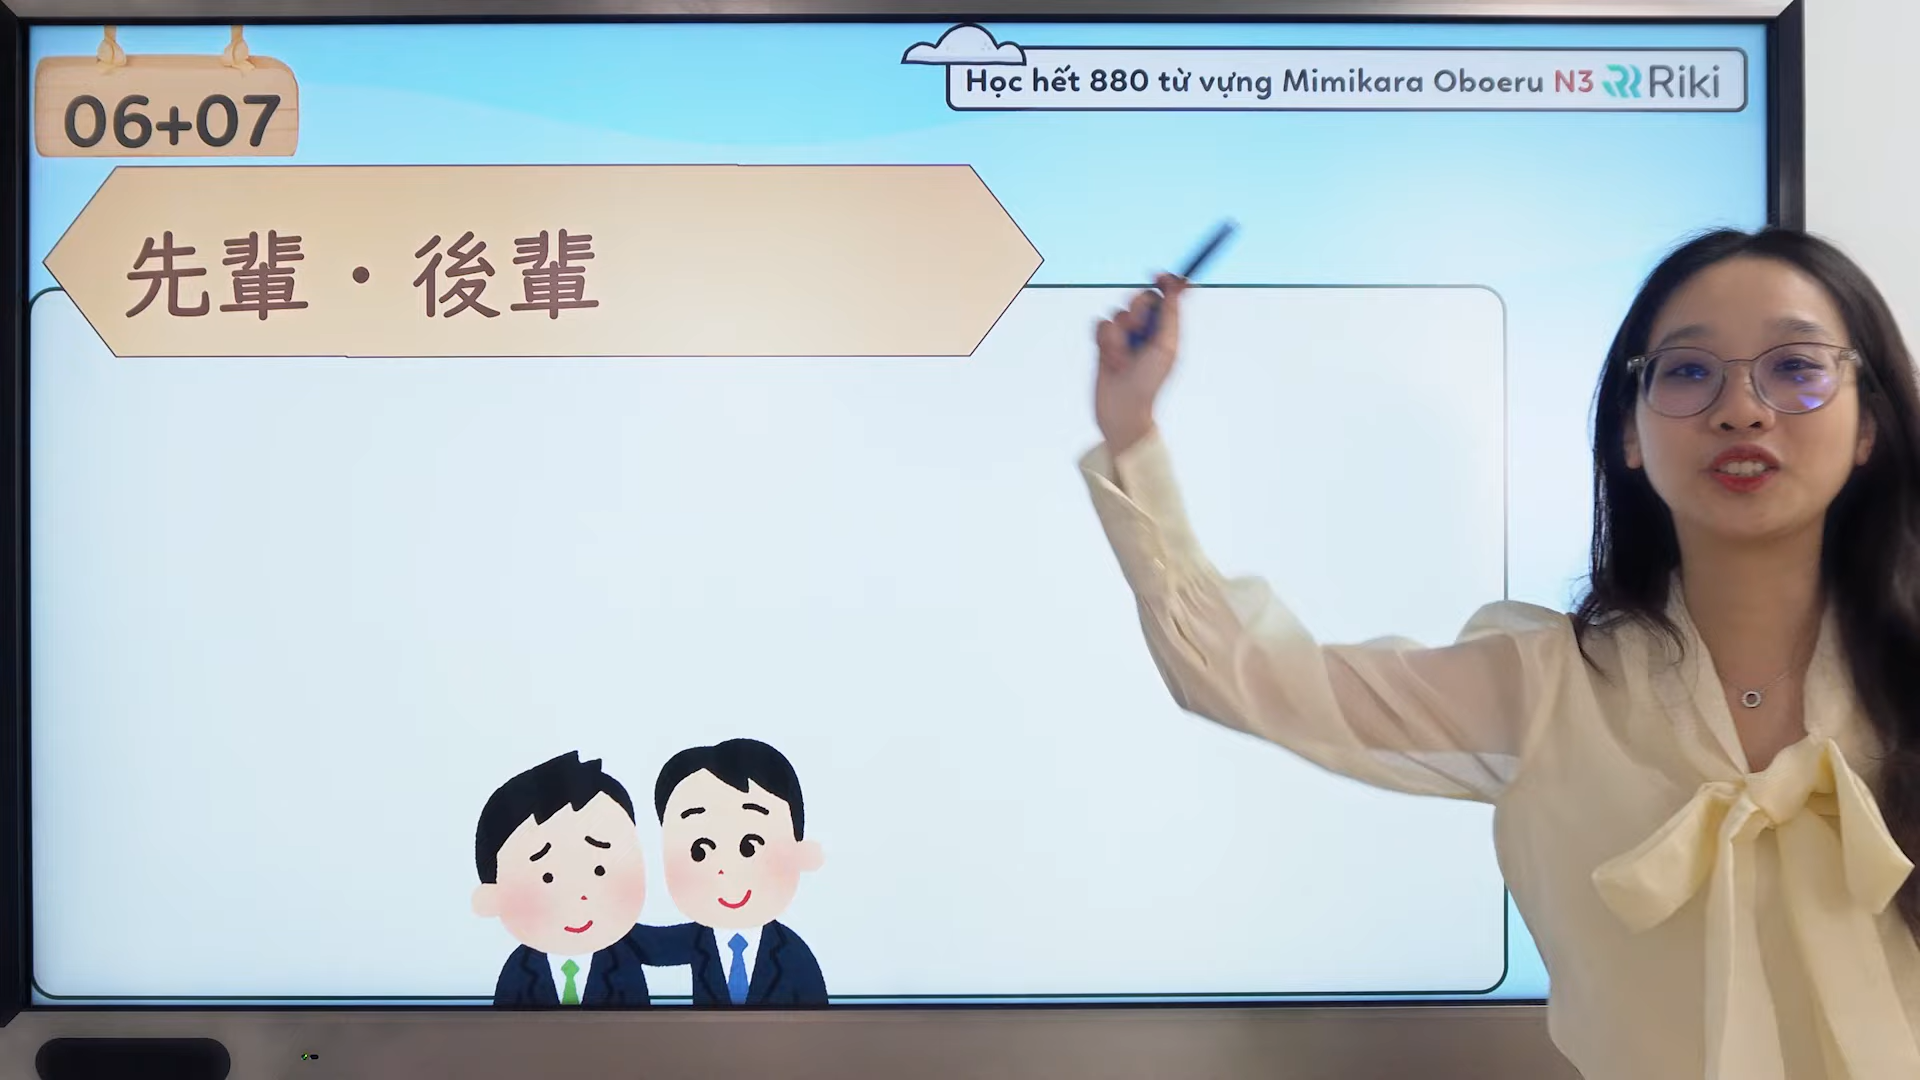 06+07
Học hết 880 từ vựng Mimikara Oboeru N3 Riki
先輩・後輩